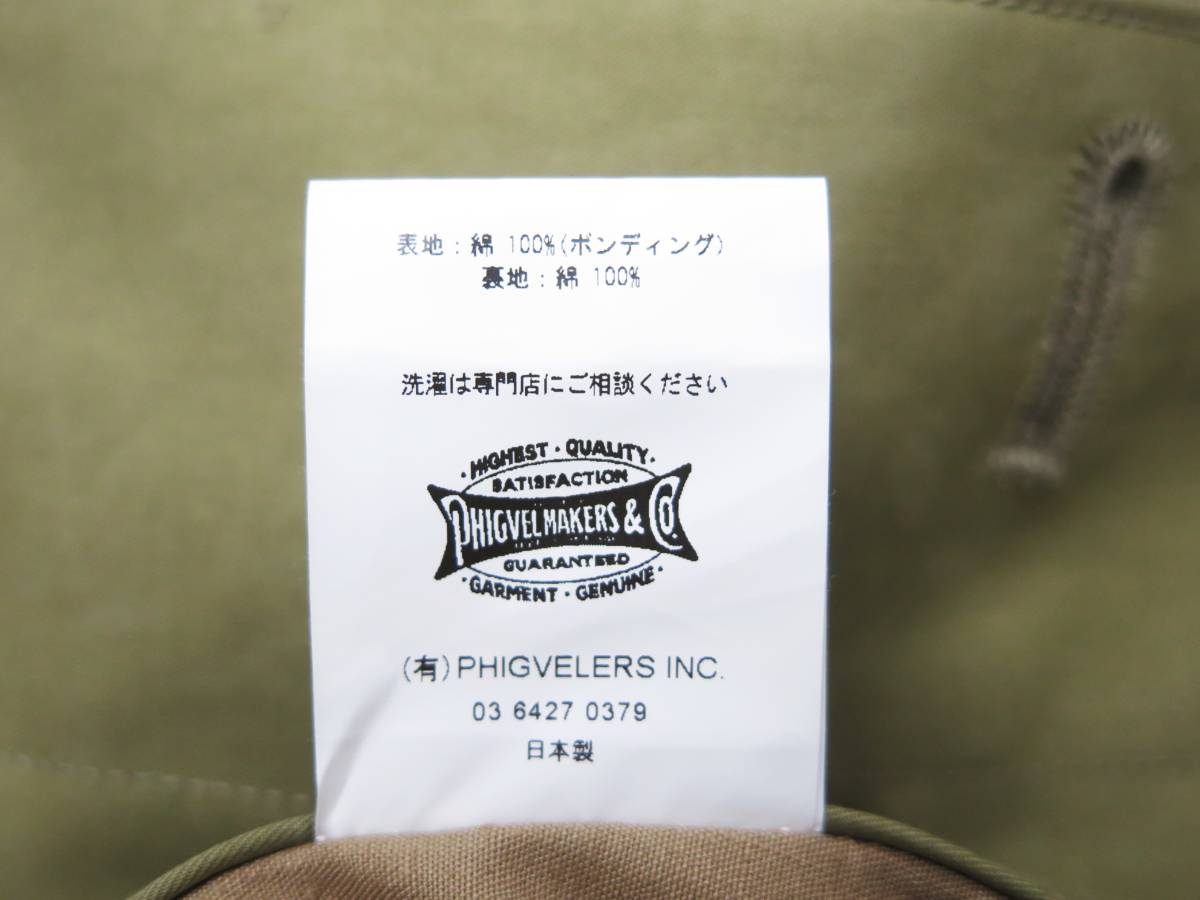 表地 : 綿 100%(ボンディング)
裏地 : 綿 100%
洗濯は専門店にご相談ください
· HIGHEST · QUALITY ·
SATISFACTION
PHIGVEL MAKERS & Co.
GUARANTEED
· GARMENT · GENUINE ·
(有) PHIGVELERS INC.
03 6427 0379
日本製